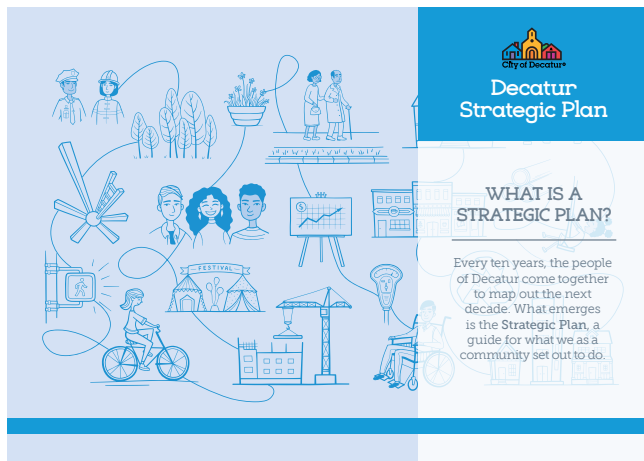 City of Decatur®
Decatur
Strategic Plan
WHAT IS A
STRATEGIC PLAN?
Every ten years, the people
of Decatur come together
to map out the next
decade. What emerges
is the Strategic Plan, a
guide for what we as a
community set out to do.
$
FESTIVAL